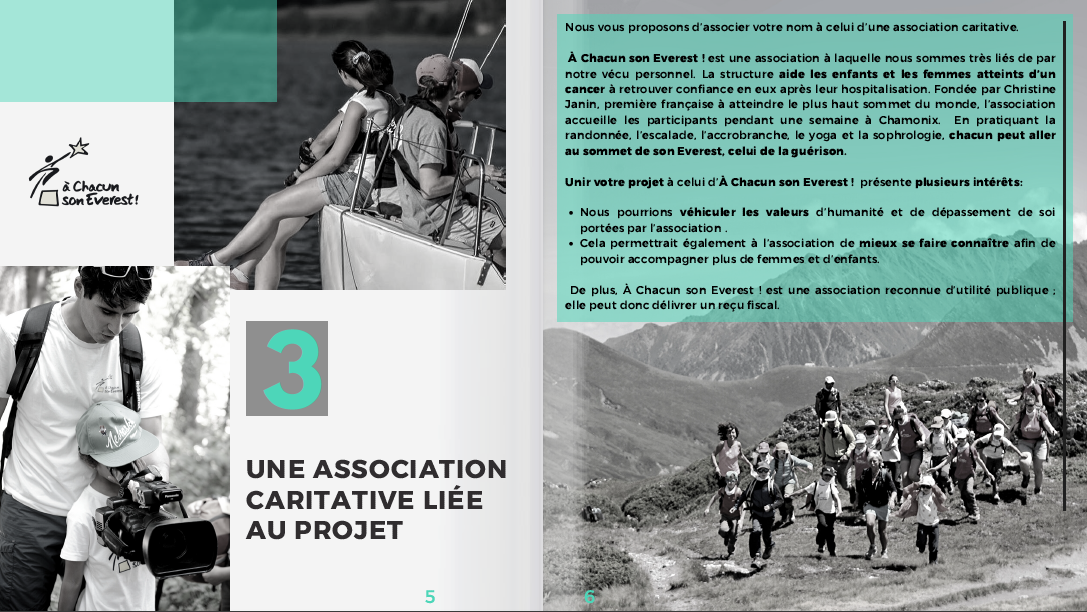 à Chacun
son Everest !
3
UNE ASSOCIATION
CARITATIVE LIÉE
AU PROJET
5
Nous vous proposons d'associer votre nom à celui d'une association caritative.
À Chacun son Everest ! est une association à laquelle nous sommes très liés de par
notre vécu personnel. La structure aide les enfants et les femmes atteints d'un
cancer à retrouver confiance en eux après leur hospitalisation. Fondée par Christine
Janin, première française à atteindre le plus haut sommet du monde, l'association
accueille les participants pendant une semaine à Chamonix. En pratiquant la
randonnée, l'escalade, l'accrobranche, le yoga et la sophrologie, chacun peut aller
au sommet de son Everest, celui de la guérison.
Unir votre projet à celui d'À Chacun son Everest ! présente plusieurs intérêts:
• Nous pourrions véhiculer les valeurs d'humanité et de dépassement de soi
portées par l'association .
• Cela permettrait également à l'association de mieux se faire connaître afin de
pouvoir accompagner plus de femmes et d'enfants.
De plus, À Chacun son Everest ! est une association reconnue d'utilité publique ;
elle peut donc délivrer un reçu fiscal.
6